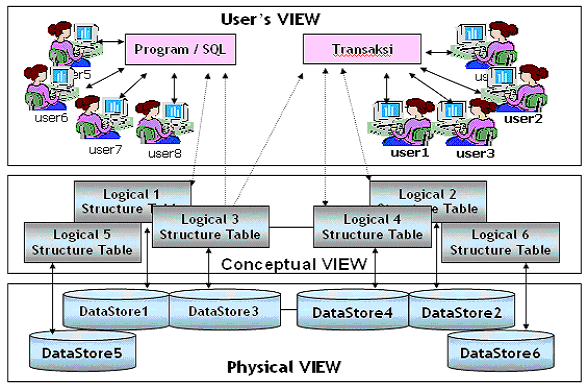 User's VIEW
Program / SQL
Transaksi
user6
user7
user8
user1
user3
user2
Logical 1
Structure Table
Logical 2
Structure Table
Logical 3
Structure Table
Logical 4
Structure Table
Logical 5
Structure Table
Logical 6
Structure Table
Conceptual VIEW
DataStore1
DataStore3
DataStore4
DataStore2
DataStore5
DataStore6
Physical VIEW